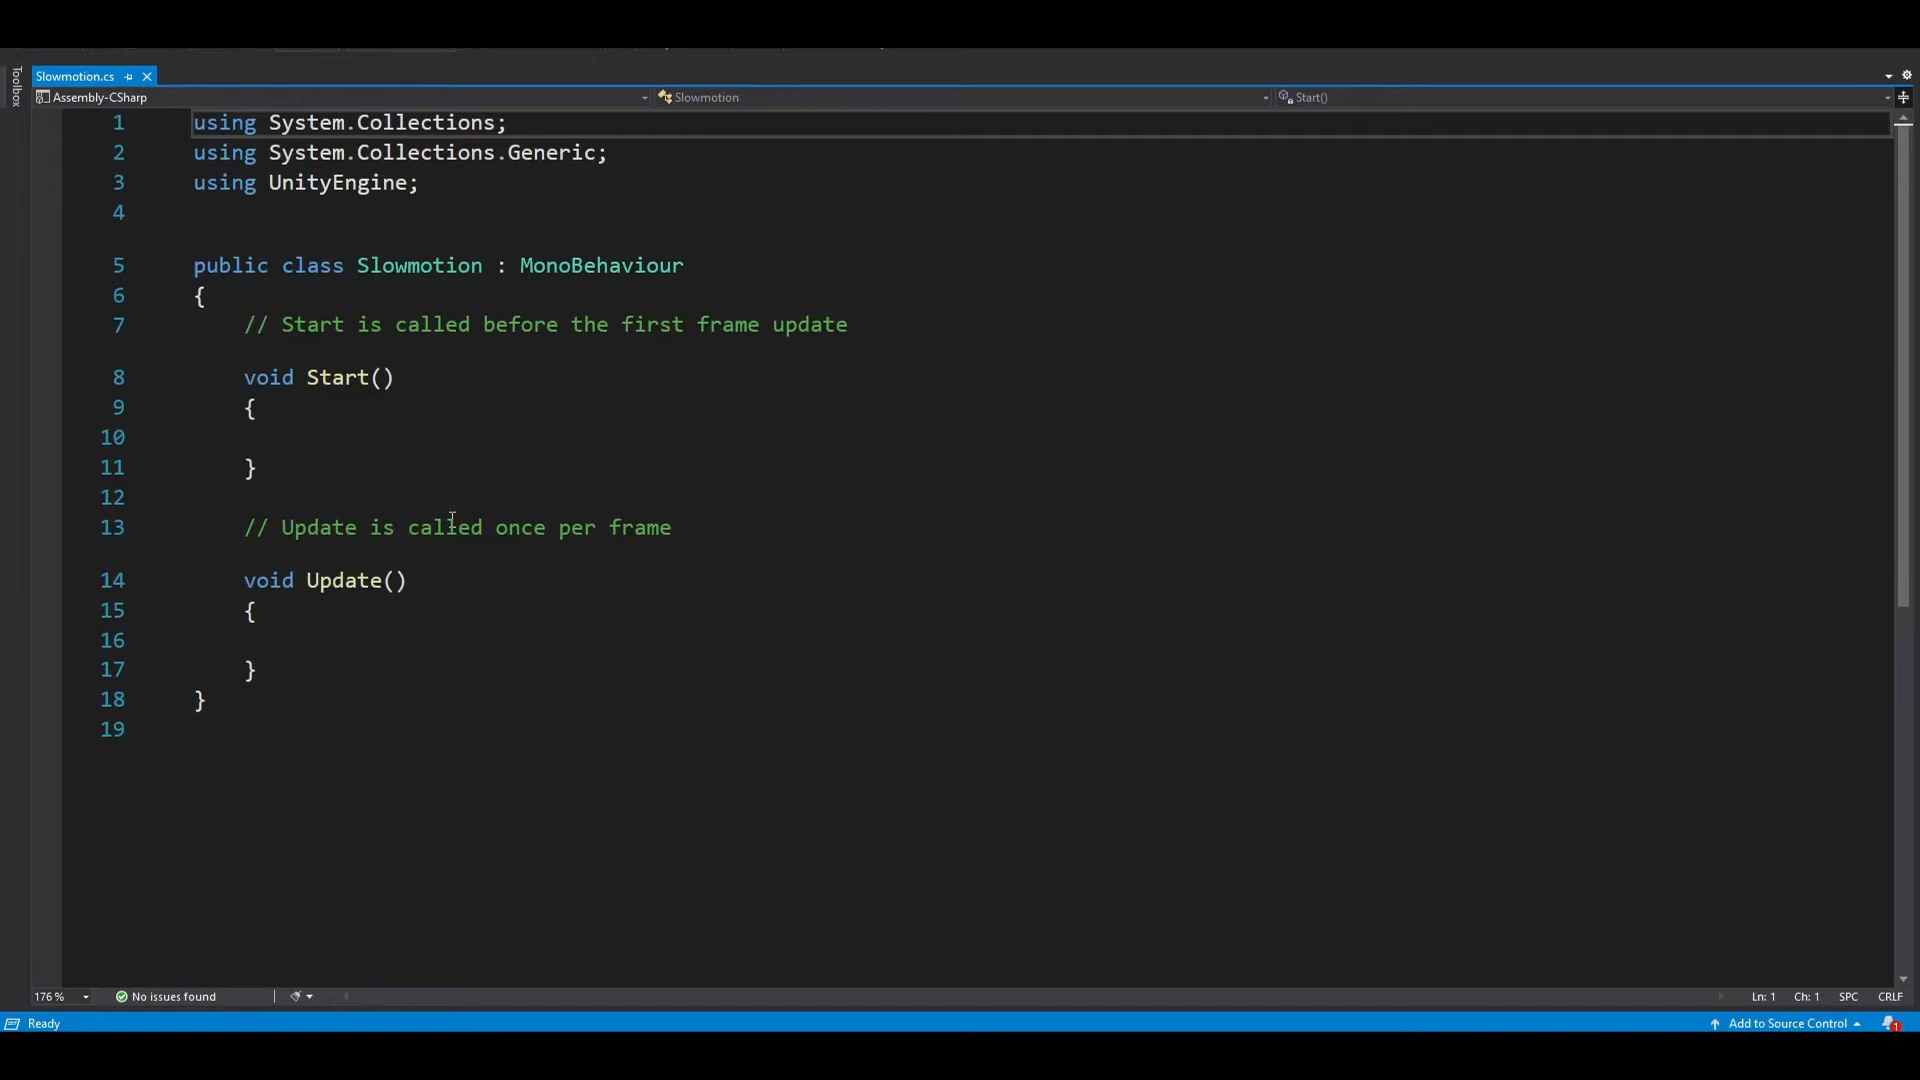 Toolbox
Slowmotion.cs
Assembly-CSharp
Slowmotion
Start()
1 using System.Collections;
2 using System.Collections.Generic;
3 using UnityEngine;
4
5 public class Slowmotion : MonoBehaviour
6 {
7 // Start is called before the first frame update
8 void Start()
9 {
10
11 }
12
13 // Update is called once per frame
14 void Update()
15 {
16
17 }
18 }
19
176 % No issues found Ln: 1 Ch: 1 SPC CRLF
Ready Add to Source Control 1